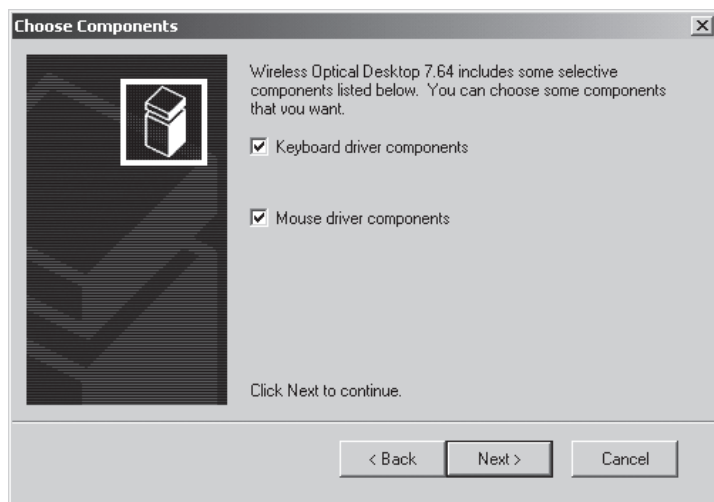 Choose Components
Wireless Optical Desktop 7.64 includes some selective
components listed below. You can choose some components
that you want.
Keyboard driver components
Mouse driver components
Click Next to continue.
< Back
Next >
Cancel